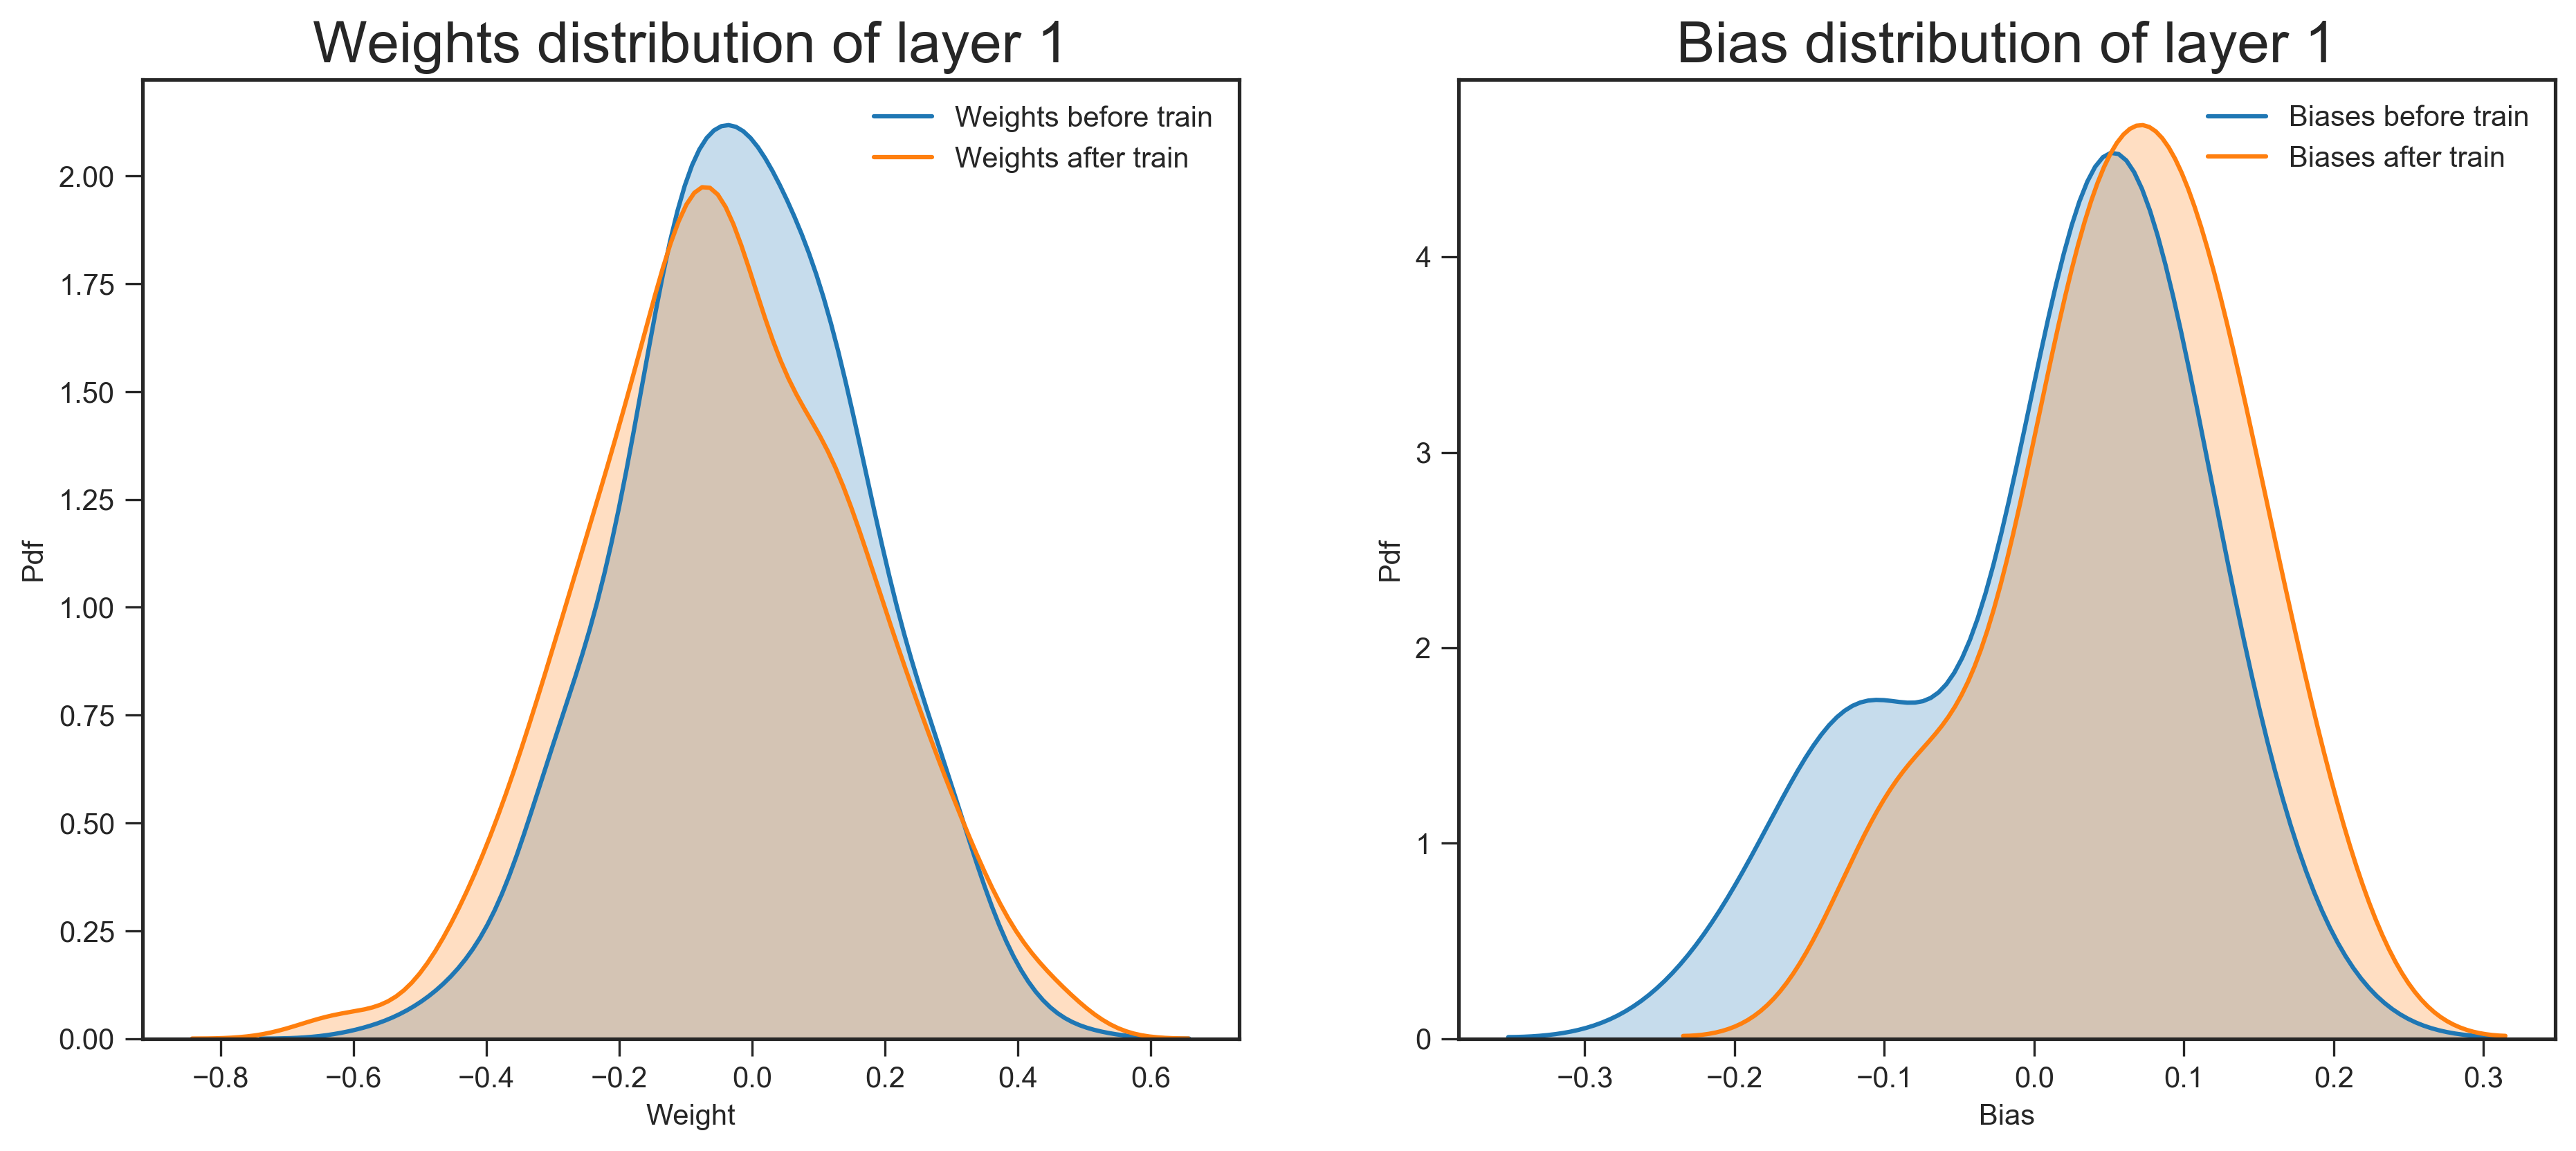 Weights distribution of layer 1
Weights before train
Weights after train
2.00
1.75
1.50
1.25
1.00
0.75
0.50
0.25
0.00
Pdf
−0.8 −0.6 −0.4 −0.2 0.0 0.2 0.4 0.6
Weight
Bias distribution of layer 1
Biases before train
Biases after train
4
3
2
1
0
Pdf
−0.3 −0.2 −0.1 0.0 0.1 0.2 0.3
Bias